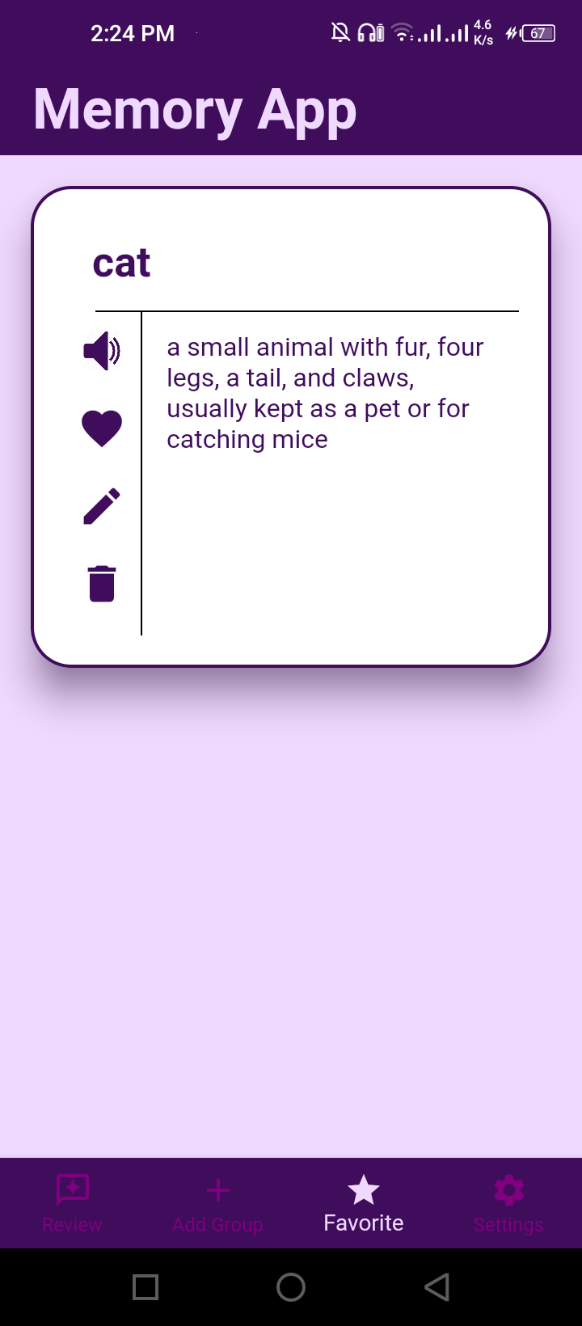 2:24 PM
4.6
K/s
67
Memory App
cat
a small animal with fur, four
legs, a tail, and claws,
usually kept as a pet or for
catching mice
Review
Add Group
Favorite
Settings